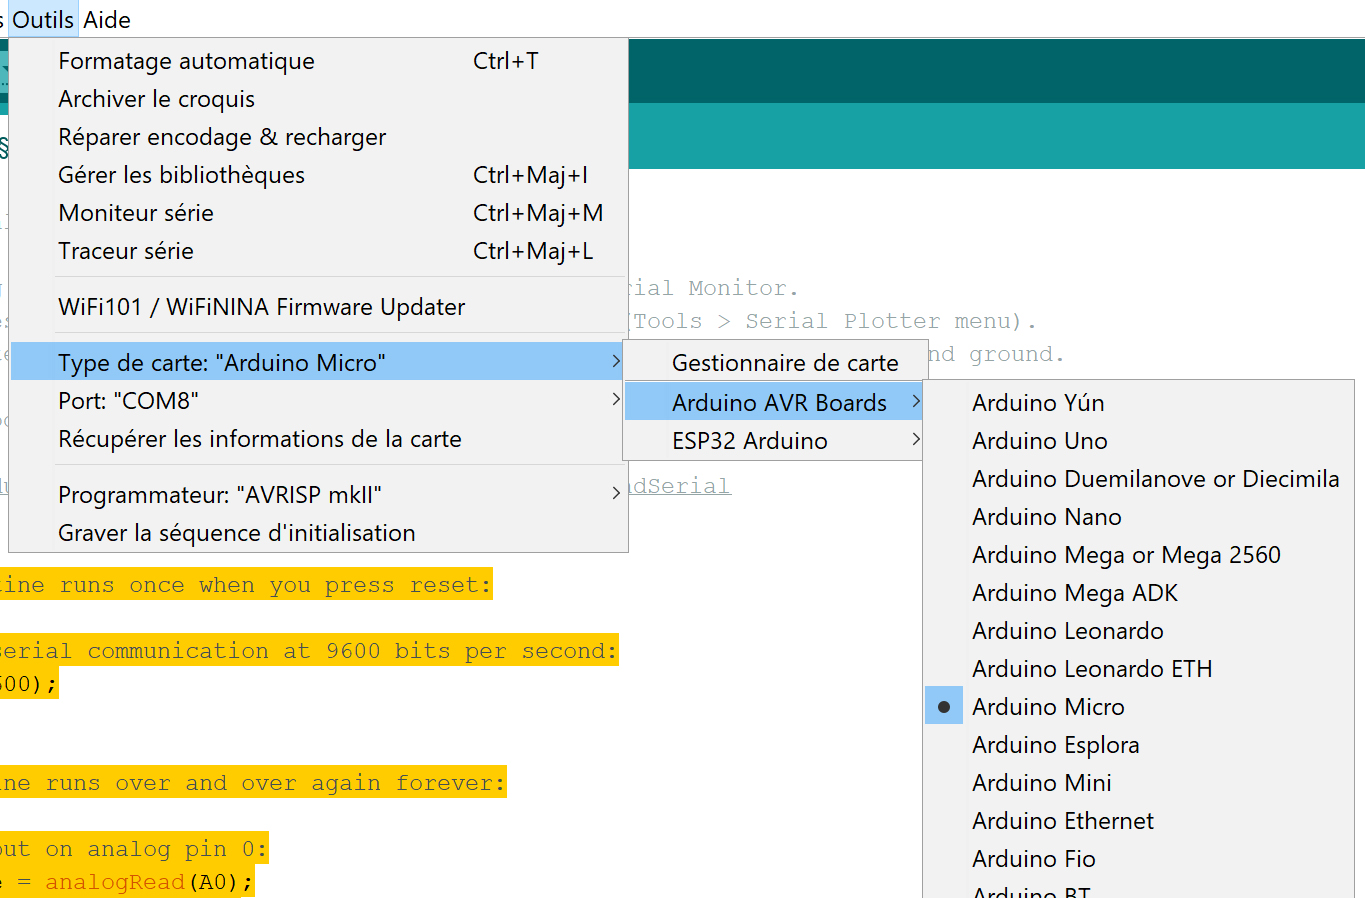 Outils Aide
Formatage automatique Ctrl+T
Archiver le croquis
Réparer encodage & recharger
Gérer les bibliothèques Ctrl+Maj+I
Moniteur série Ctrl+Maj+M
Traceur série Ctrl+Maj+L
WiFi101 / WiFiNINA Firmware Updater
Type de carte: "Arduino Micro"
Port: "COM8"
Récupérer les informations de la carte
Programmateur: "AVRISP mkII"
Graver la séquence d'initialisation
Gestionnaire de carte
Arduino AVR Boards
ESP32 Arduino
Arduino Yún
Arduino Uno
Arduino Duemilanove or Diecimila
Arduino Nano
Arduino Mega or Mega 2560
Arduino Mega ADK
Arduino Leonardo
Arduino Leonardo ETH
Arduino Micro
Arduino Esplora
Arduino Mini
Arduino Ethernet
Arduino Fio
Arduino BT
rial Monitor.
(Tools > Serial Plotter menu).
nd ground.
adSerial
ine runs once when you press reset:
serial communication at 9600 bits per second:
600);
ine runs over and over again forever:
put on analog pin 0:
e = analogRead(A0);